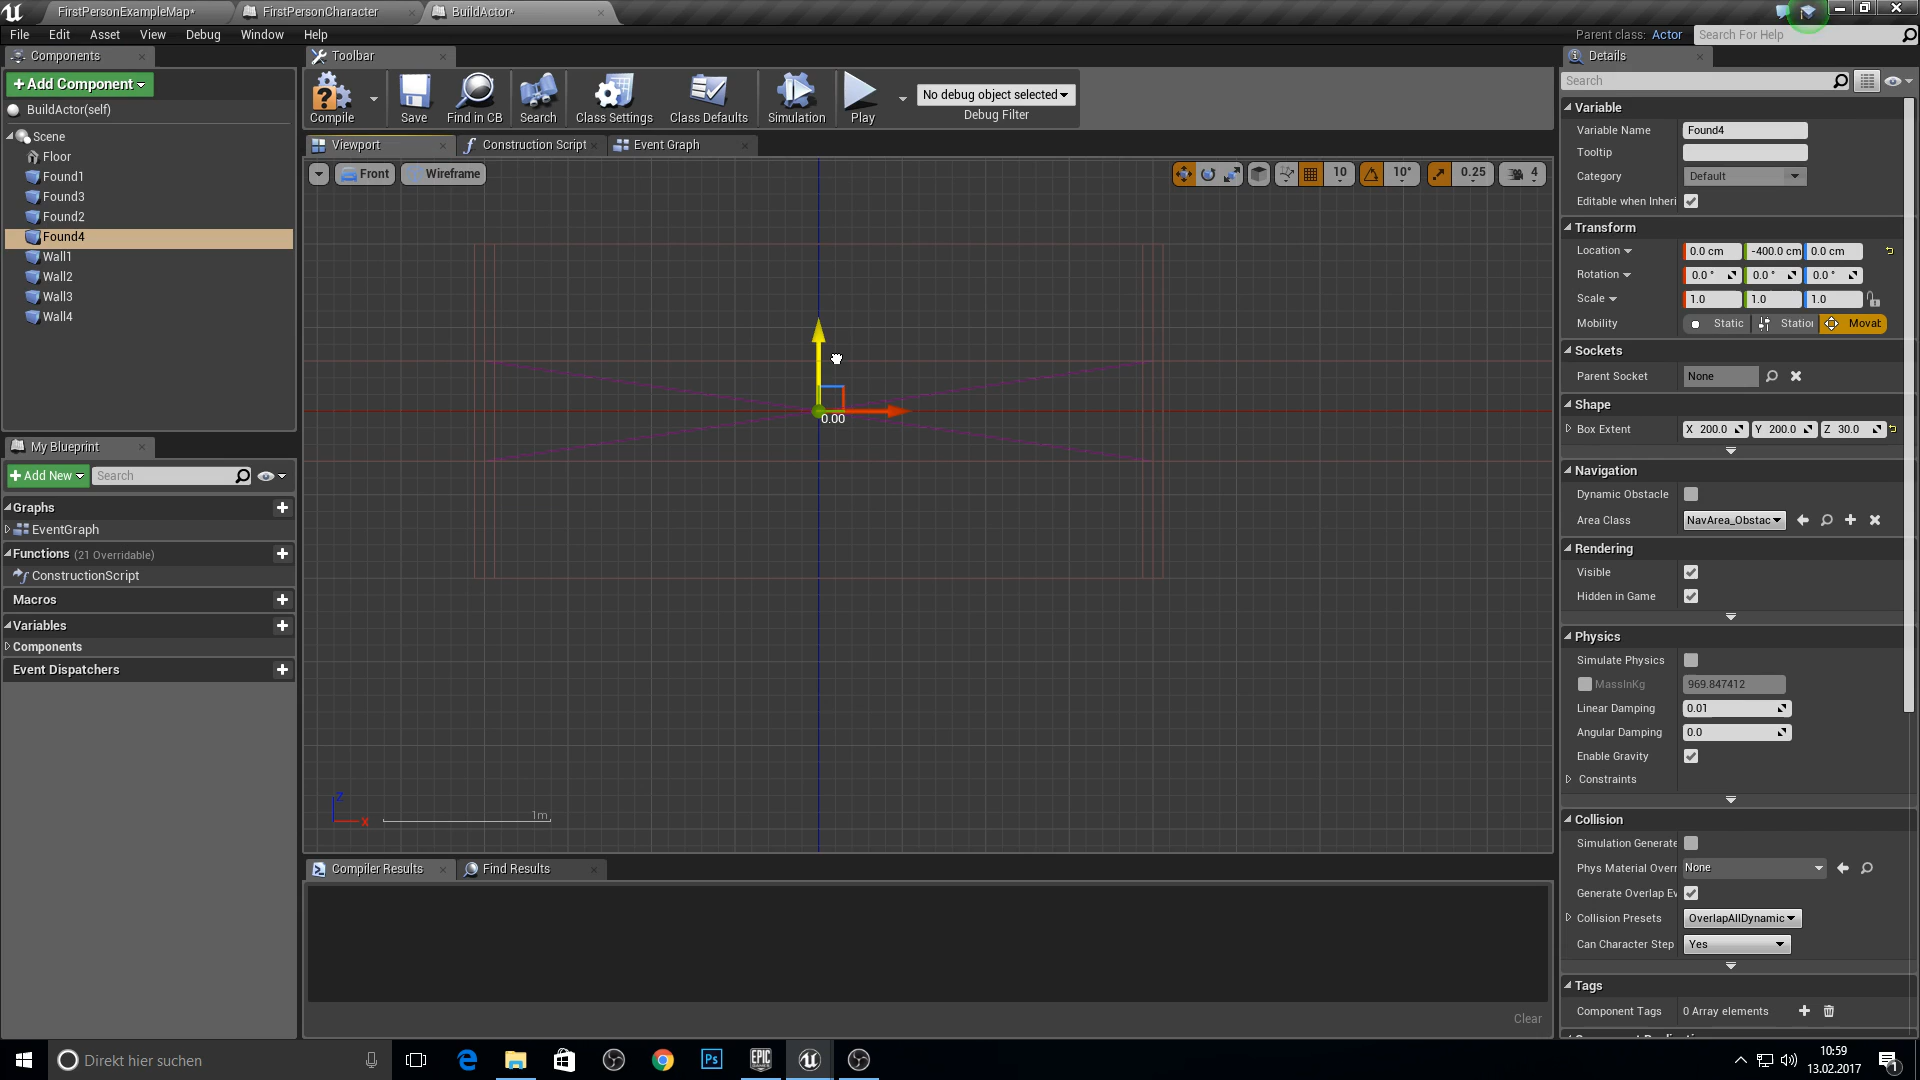 FirstPersonExampleMap*
FirstPersonCharacter
BuildActor*
File Edit Asset View Debug Window Help
Parent class: Actor
Search For Help
Components
Toolbar
Details
+Add Component
Search
BuildActor(self)
Compile
Save
Find in CB
Search
Class Settings
Class Defaults
Simulation
Play
No debug object selected
Debug Filter
Variable
Variable Name Found4
Tooltip
Category Default
Editable when Inheri
Scene
Floor
Found1
Found3
Found2
Found4
Wall1
Wall2
Wall3
Wall4
Viewport
Construction Script
Event Graph
Front
Wireframe
10
10°
0.25
4
0.00
Z
X
1m
Transform
Location 0.0 cm -400.0 cm 0.0 cm
Rotation 0.0 ° 0.0 ° 0.0 °
Scale 1.0 1.0 1.0
Mobility Static Station Movab
Sockets
Parent Socket None
Shape
Box Extent X 200.0 Y 200.0 Z 30.0
Navigation
Dynamic Obstacle
Area Class NavArea_Obstac
Rendering
Visible
Hidden in Game
Physics
Simulate Physics
MassInKg 969.847412
Linear Damping 0.01
Angular Damping 0.0
Enable Gravity
Constraints
Collision
Simulation Generate
Phys Material Overr None
Generate Overlap Ev
Collision Presets OverlapAllDynamic
Can Character Step Yes
Tags
Component Tags 0 Array elements
My Blueprint
+Add New
Search
Graphs
EventGraph
Functions (21 Overridable)
ConstructionScript
Macros
Variables
Components
Event Dispatchers
Compiler Results
Find Results
Clear
Direkt hier suchen
Ps
EPIC
GAMES
10:59
13.02.2017
1